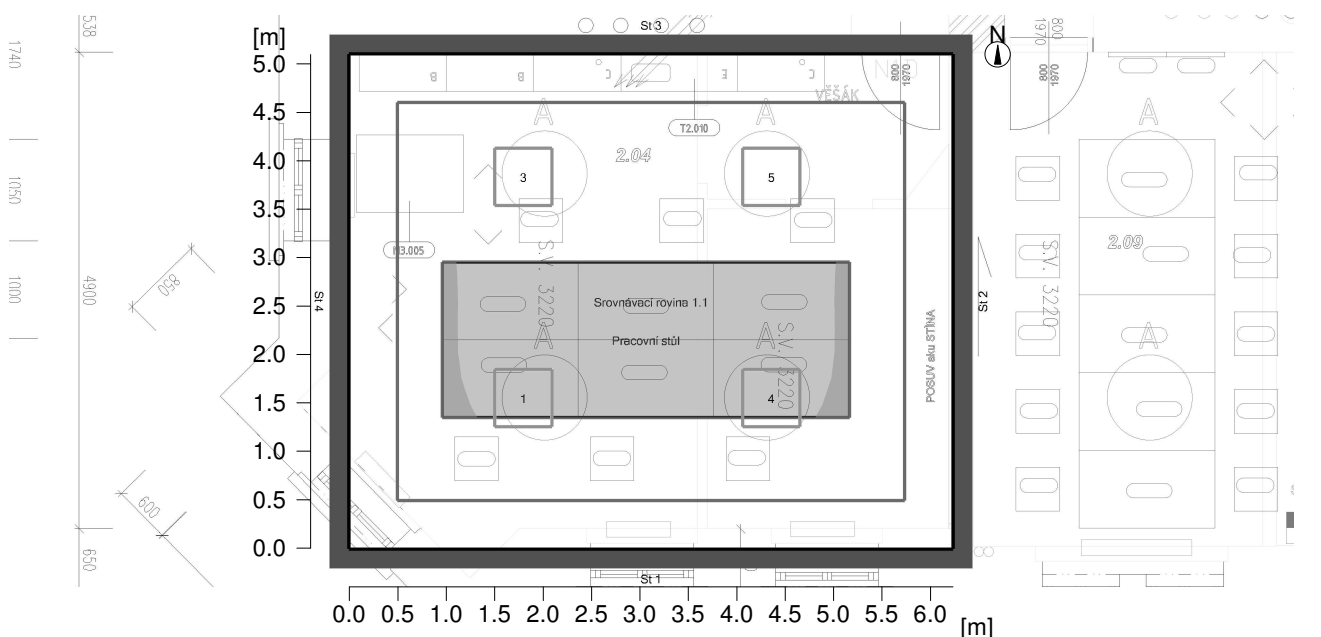 St 3
[m]
N
538
1740
800
1970
5.0
B
B
C
E
C
800
1970
VĚŠÁK
4.5
A
A
T2.010
2.04
4.0
3
5
1050
3.5
2.09
N3.005
S.V. 3220
S.V. 3220
3.0
850
4900
1000
St 4
2.5
Srovnávací rovina 1.1
St 2
Pracovní stůl
S.V. 3220
A
A
A
2.0
POSUV sku STĚNA
1.5
1
4
1.0
600
0.5
0.0
650
St 1
0.0 0.5 1.0 1.5 2.0 2.5 3.0 3.5 4.0 4.5 5.0 5.5 6.0
[m]